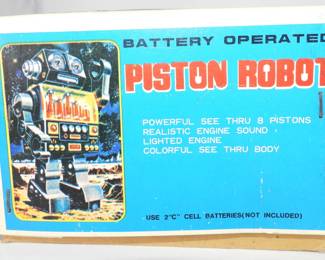 BATTERY OPERATED
PISTON ROBOT
POWERFUL SEE THRU 8 PISTONS
REALISTIC ENGINE SOUND
LIGHTED ENGINE
COLORFUL SEE THRU BODY
USE 2"C" CELL BATTERIES(NOT INCLUDED)